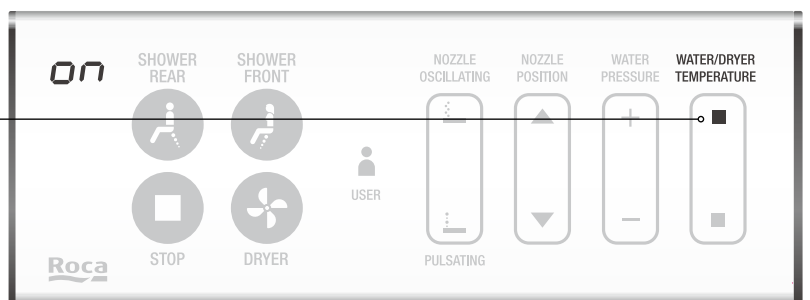 on
SHOWER
REAR
SHOWER
FRONT
NOZZLE
OSCILLATING
NOZZLE
POSITION
WATER
PRESSURE
WATER/DRYER
TEMPERATURE
USER
STOP
DRYER
PULSATING
Roca